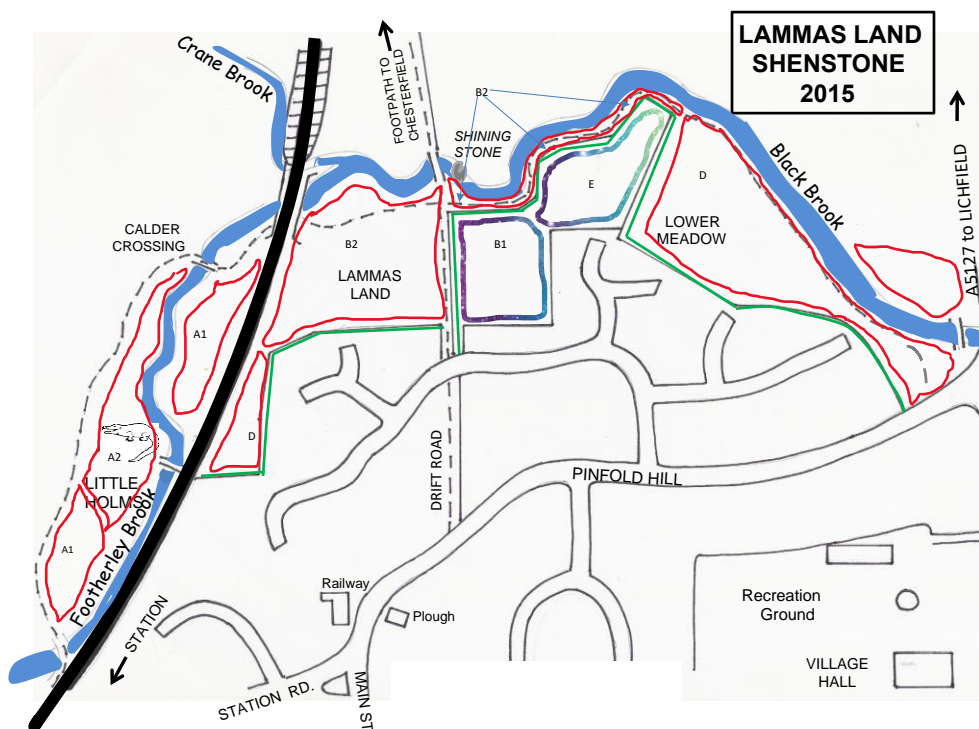 LAMMAS LAND
SHENSTONE
2015
Crane Brook
FOOTPATH TO
CHESTERFIELD
B2
SHINING
STONE
E
D
Black Brook
A5127 to LICHFIELD
CALDER
CROSSING
B2
LAMMAS
LAND
B1
LOWER
MEADOW
A1
D
A2
LITTLE
HOLMS
A1
Footherley Brook
DRIFT ROAD
PINFOLD HILL
Railway
Plough
Recreation
Ground
STATION
VILLAGE
HALL
STATION RD.
MAIN ST